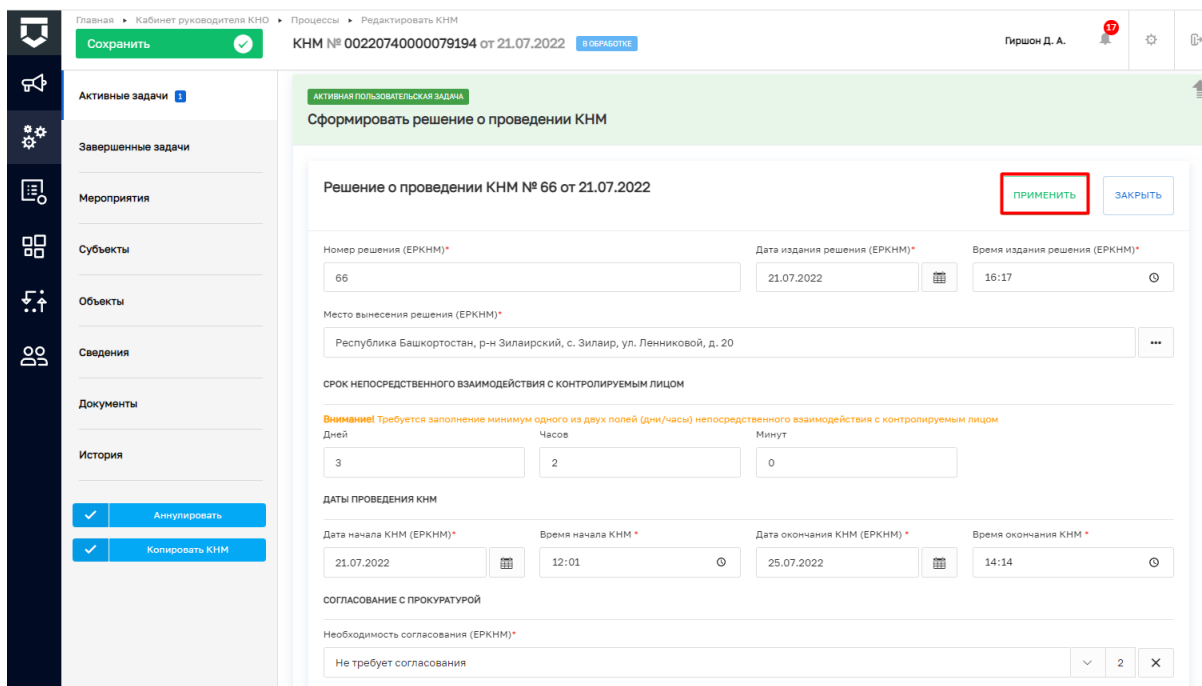 Главная ▸ Кабинет руководителя КНО ▸ Процессы ▸ Редактировать КНМ
Сохранить
КНМ № 00220740000079194 от 21.07.2022 В ОБРАБОТКЕ
Гиршон Д. А.
17
Активные задачи 1
Завершенные задачи
Мероприятия
Субъекты
Объекты
Сведения
Документы
История
Аннулировать
Копировать КНМ
АКТИВНАЯ ПОЛЬЗОВАТЕЛЬСКАЯ ЗАДАЧА
Сформировать решение о проведении КНМ
Решение о проведении КНМ № 66 от 21.07.2022
ПРИМЕНИТЬ
ЗАКРЫТЬ
Номер решения (ЕРКНМ)* Дата издания решения (ЕРКНМ)* Время издания решения (ЕРКНМ)*
66 21.07.2022 16:17
Место вынесения решения (ЕРКНМ)*
Республика Башкортостан, р-н Зилаирский, с. Зилаир, ул. Ленниковой, д. 20
СРОК НЕПОСРЕДСТВЕННОГО ВЗАИМОДЕЙСТВИЯ С КОНТРОЛИРУЕМЫМ ЛИЦОМ
Внимание! Требуется заполнение минимум одного из двух полей (дни/часы) непосредственного взаимодействия с контролируемым лицом
Дней Часов Минут
3 2 0
ДАТЫ ПРОВЕДЕНИЯ КНМ
Дата начала КНМ (ЕРКНМ)* Время начала КНМ * Дата окончания КНМ (ЕРКНМ) * Время окончания КНМ *
21.07.2022 12:01 25.07.2022 14:14
СОГЛАСОВАНИЕ С ПРОКУРАТУРОЙ
Необходимость согласования (ЕРКНМ)*
Не требует согласования 2